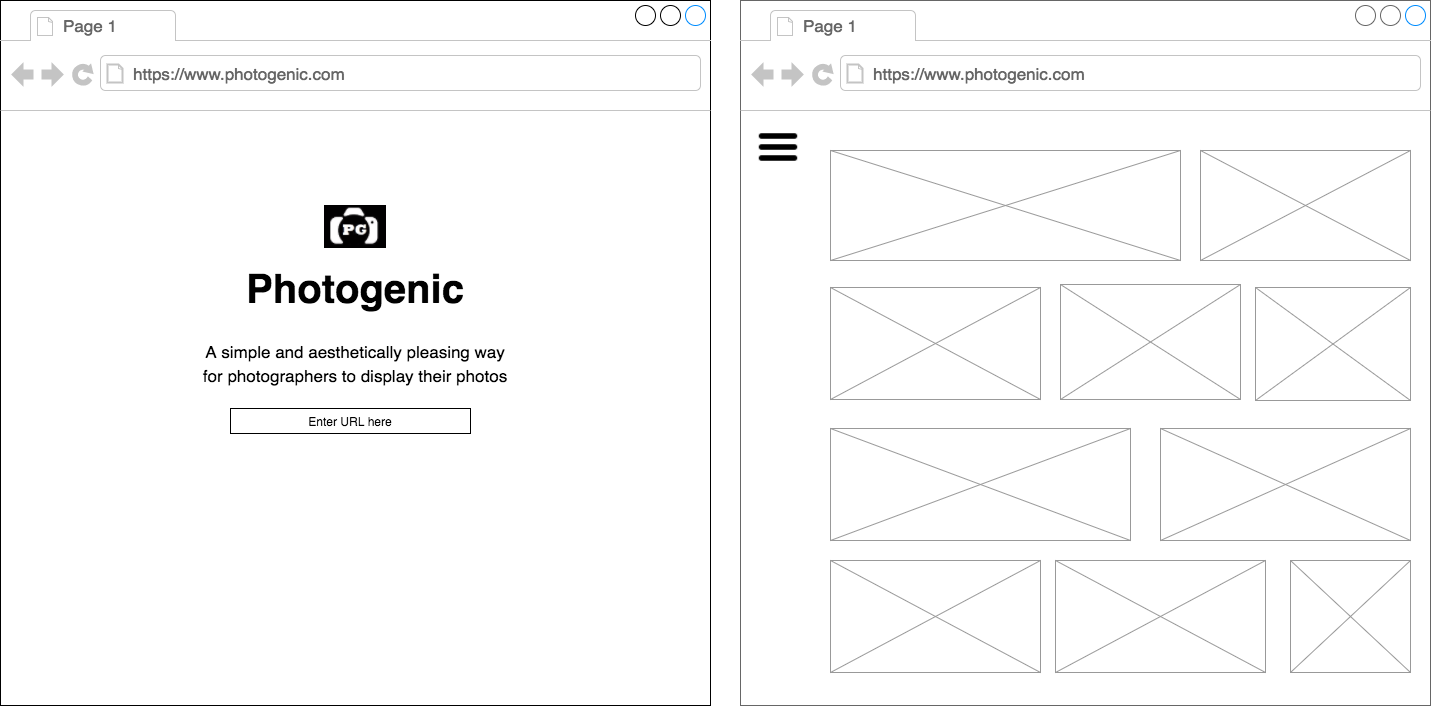 Page 1
https://www.photogenic.com
PG
Photogenic
A simple and aesthetically pleasing way
for photographers to display their photos
Enter URL here
Page 1
https://www.photogenic.com